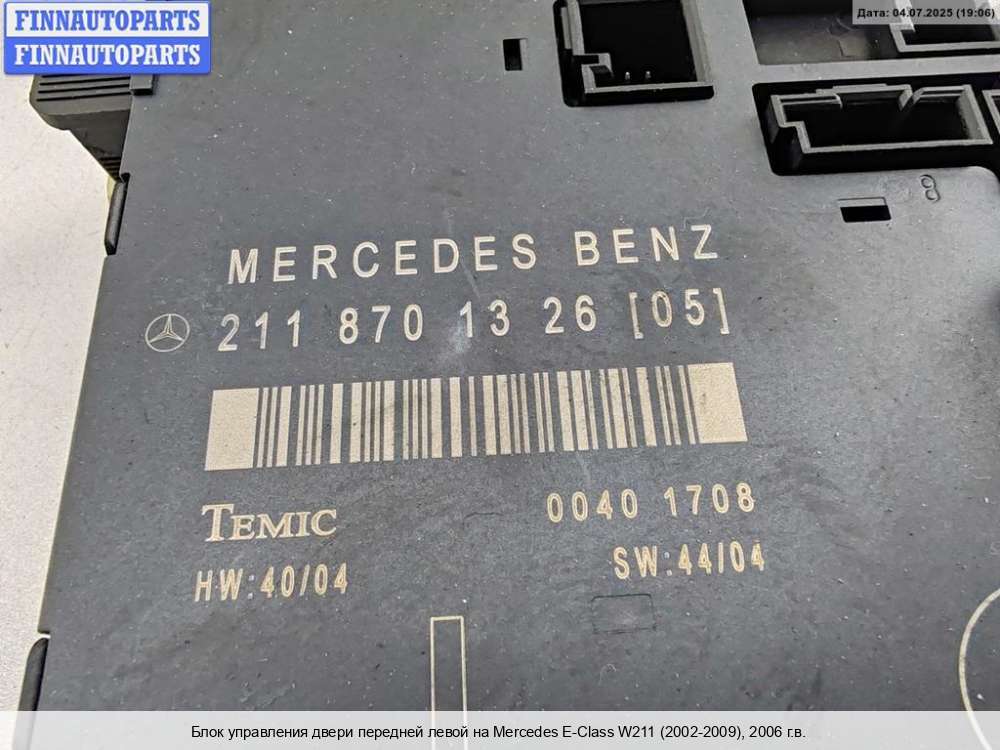 FINNAUTOPARTS
FINNAUTOPARTS
Дата: 04.07.2025 (19:06)
8
MERCEDES BENZ
211 870 13 26 [05]
TEMIC
0040 1708
HW:40/04
SW:44/04
Блок управления двери передней левой на Mercedes E-Class W211 (2002-2009), 2006 г.в.